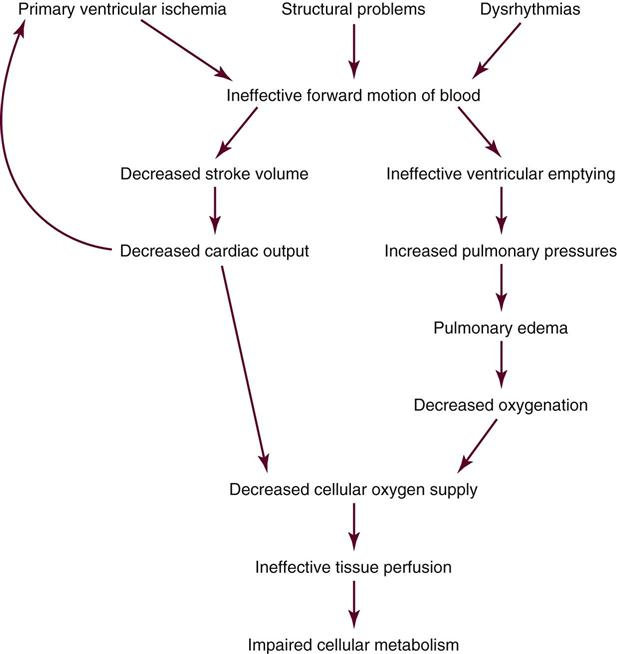 Primary ventricular ischemia
Structural problems
Dysrhythmias
Ineffective forward motion of blood
Decreased stroke volume
Ineffective ventricular emptying
Decreased cardiac output
Increased pulmonary pressures
Pulmonary edema
Decreased oxygenation
Decreased cellular oxygen supply
Ineffective tissue perfusion
Impaired cellular metabolism